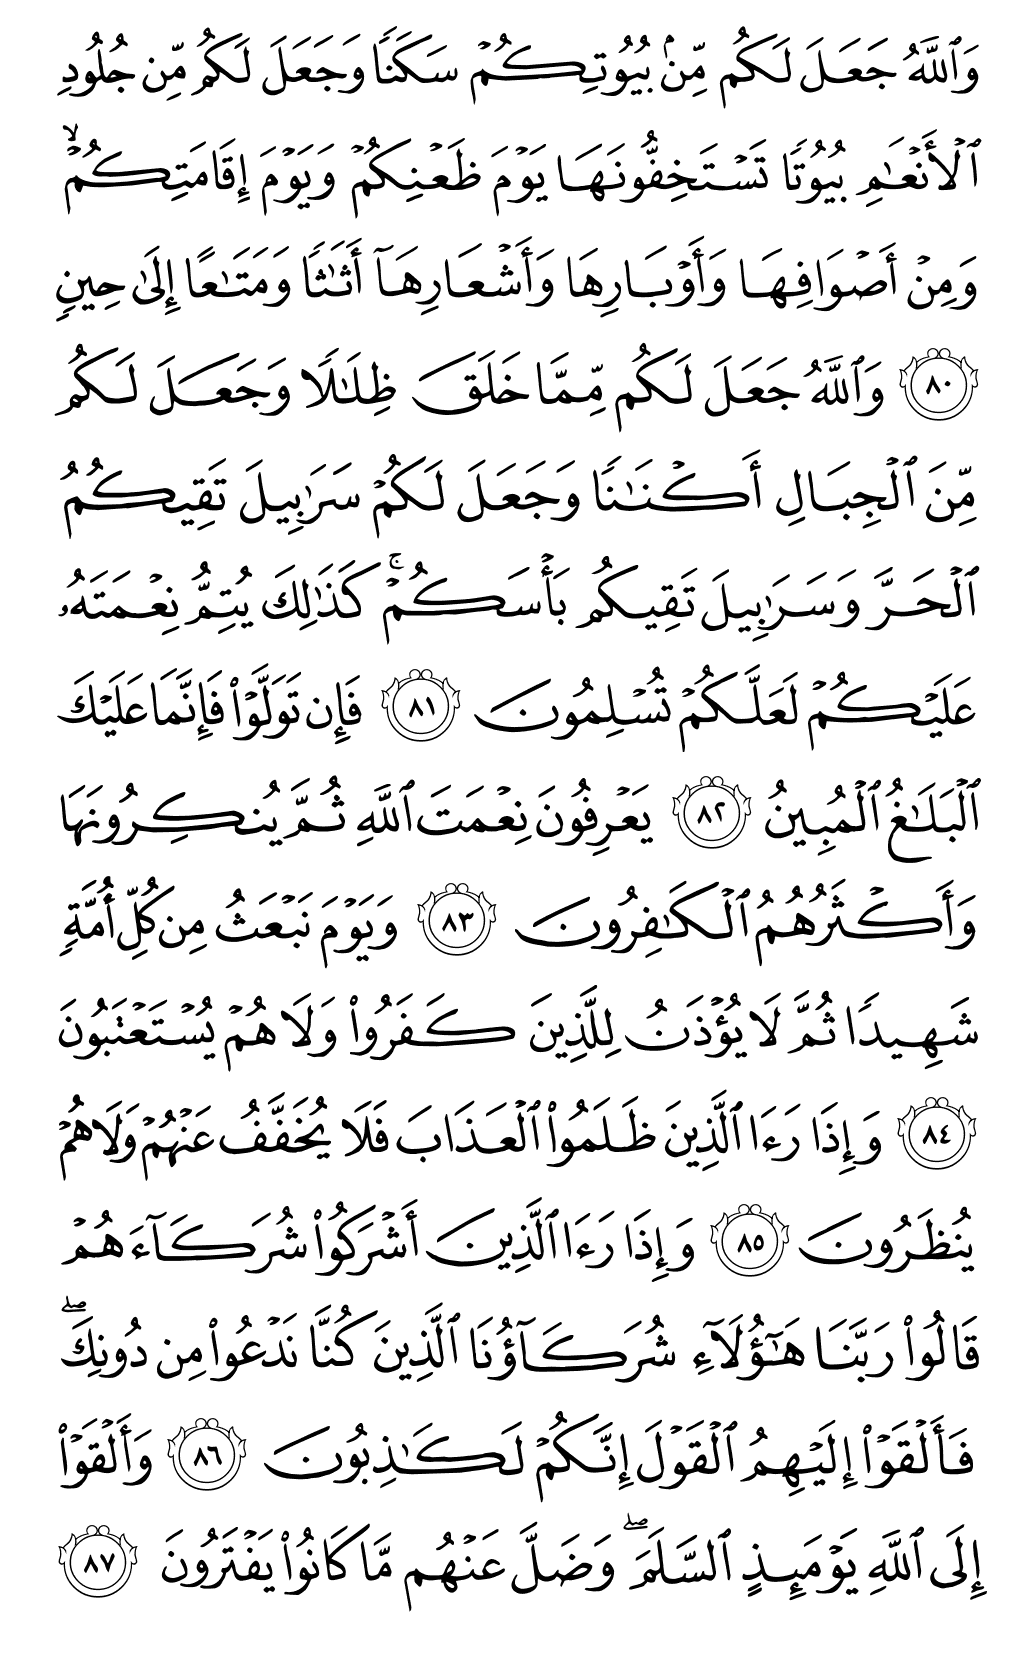 وَٱللَّهُ جَعَلَ لَكُم مِّنۢ بُيُوتِكُمۡ سَكَنٗا وَجَعَلَ لَكُم مِّن جُلُودِ
ٱلۡأَنۡعَٰمِ بُيُوتٗا تَسۡتَخِفُّونَهَا يَوۡمَ ظَعۡنِكُمۡ وَيَوۡمَ إِقَامَتِكُمۡۙ
وَمِنۡ أَصۡوَافِهَا وَأَوۡبَارِهَا وَأَشۡعَارِهَآ أَثَٰثٗا وَمَتَٰعًا إِلَىٰ حِينٖ
٨٠ وَٱللَّهُ جَعَلَ لَكُم مِّمَّا خَلَقَ ظِلَٰلٗا وَجَعَلَ لَكُم
مِّنَ ٱلۡجِبَالِ أَكۡنَٰنٗا وَجَعَلَ لَكُمۡ سَرَٰبِيلَ تَقِيكُمُ
ٱلۡحَرَّ وَسَرَٰبِيلَ تَقِيكُم بَأۡسَكُمۡۚ كَذَٰلِكَ يُتِمُّ نِعۡمَتَهُۥ
عَلَيۡكُمۡ لَعَلَّكُمۡ تُسۡلِمُونَ ٨١ فَإِن تَوَلَّوۡاْ فَإِنَّمَا عَلَيۡكَ
ٱلۡبَلَٰغُ ٱلۡمُبِينُ ٨٢ يَعۡرِفُونَ نِعۡمَتَ ٱللَّهِ ثُمَّ يُنكِرُونَهَا
وَأَكۡثَرُهُمُ ٱلۡكَٰفِرُونَ ٨٣ وَيَوۡمَ نَبۡعَثُ مِن كُلِّ أُمَّةٖ
شَهِيدٗا ثُمَّ لَا يُؤۡذَنُ لِلَّذِينَ كَفَرُواْ وَلَا هُمۡ يُسۡتَعۡتَبُونَ
٨٤ وَإِذَا رَءَا ٱلَّذِينَ ظَلَمُواْ ٱلۡعَذَابَ فَلَا يُخَفَّفُ عَنۡهُمۡ وَلَا هُمۡ
يُنظَرُونَ ٨٥ وَإِذَا رَءَا ٱلَّذِينَ أَشۡرَكُواْ شُرَكَآءَهُمۡ
قَالُواْ رَبَّنَا هَٰٓؤُلَآءِ شُرَكَآؤُنَا ٱلَّذِينَ كُنَّا نَدۡعُواْ مِن دُونِكَۖ
فَأَلۡقَوۡاْ إِلَيۡهِمُ ٱلۡقَوۡلَ إِنَّكُمۡ لَكَٰذِبُونَ ٨٦ وَأَلۡقَوۡاْ
إِلَى ٱللَّهِ يَوۡمَئِذٍ ٱلسَّلَمَۖ وَضَلَّ عَنۡهُم مَّا كَانُواْ يَفۡتَرُونَ ٨٧